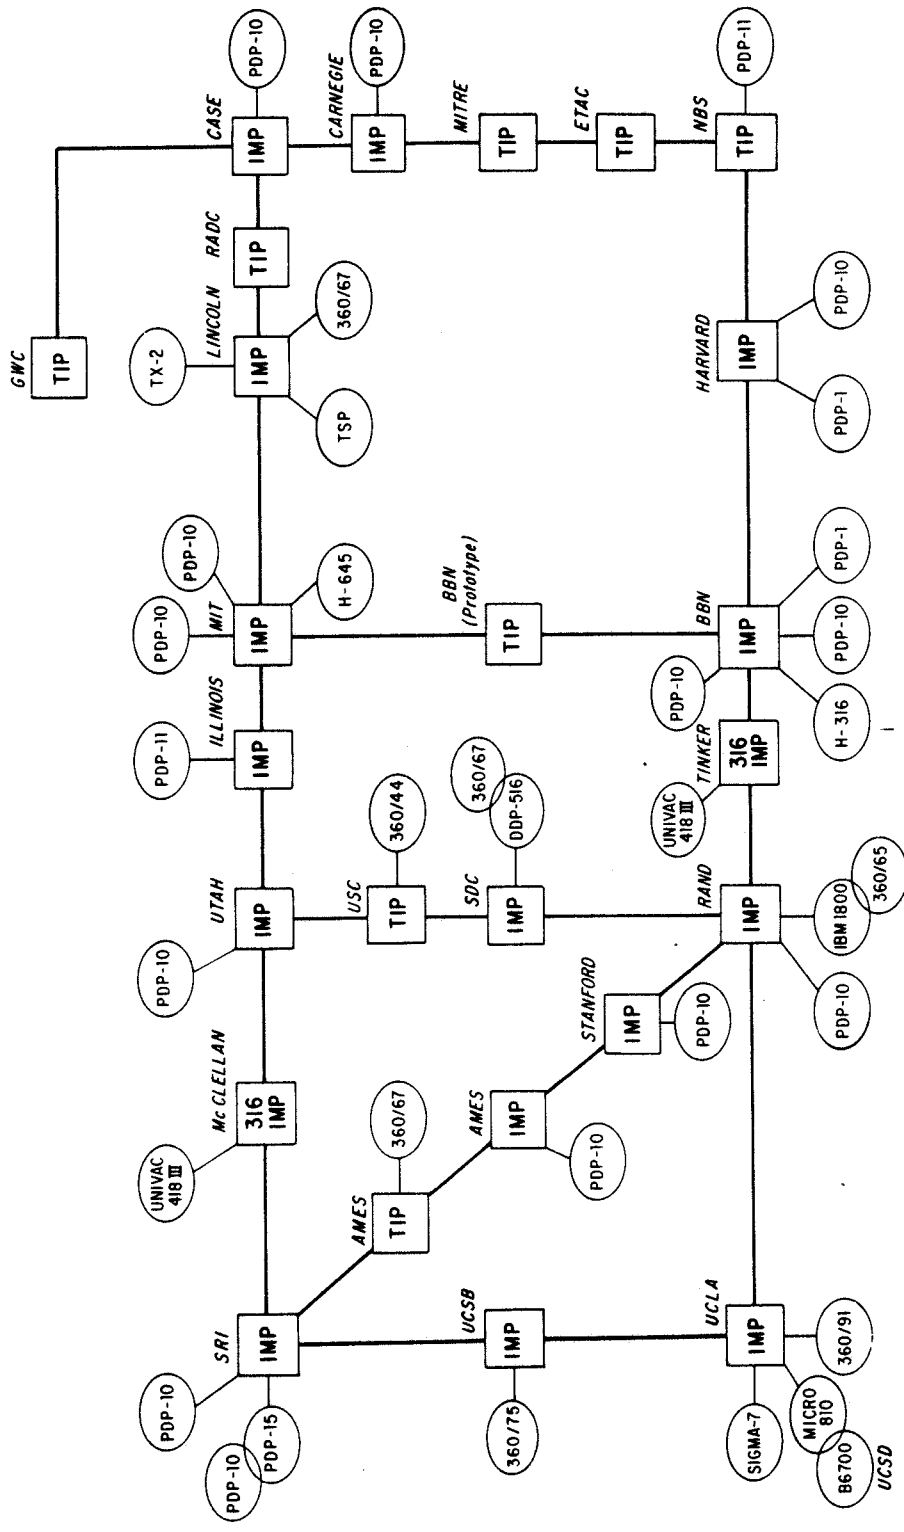 GWC
TIP
PDP-10
UNIVAC
418 III
PDP-10
PDP-11
PDP-10
PDP-10
TX-2
PDP-10
PDP-15
SRI
Mc CLELLAN
UTAH
ILLINOIS
MIT
LINCOLN
RADC
CASE
PDP-10
IMP
316
IMP
IMP
IMP
IMP
IMP
TIP
IMP
H-645
TSP
360/67
CARNEGIE
PDP-10
IMP
AMES
TIP
360/67
USC
TIP
360/44
UCSB
IMP
360/75
AMES
IMP
PDP-10
SDC
IMP
DDP-516
360/67
BBN
(Prototype)
TIP
MITRE
TIP
STANFORD
IMP
PDP-10
ETAC
TIP
UNIVAC
418 III
PDP-10
UCLA
RAND
TINKER
BBN
HARVARD
NBS
PDP-11
IMP
IMP
316
IMP
IMP
IMP
TIP
SIGMA-7
MICRO
810
360/91
B6700
UCSD
PDP-10
IBM 1800
360/65
H-316
PDP-10
PDP-1
PDP-1
PDP-10